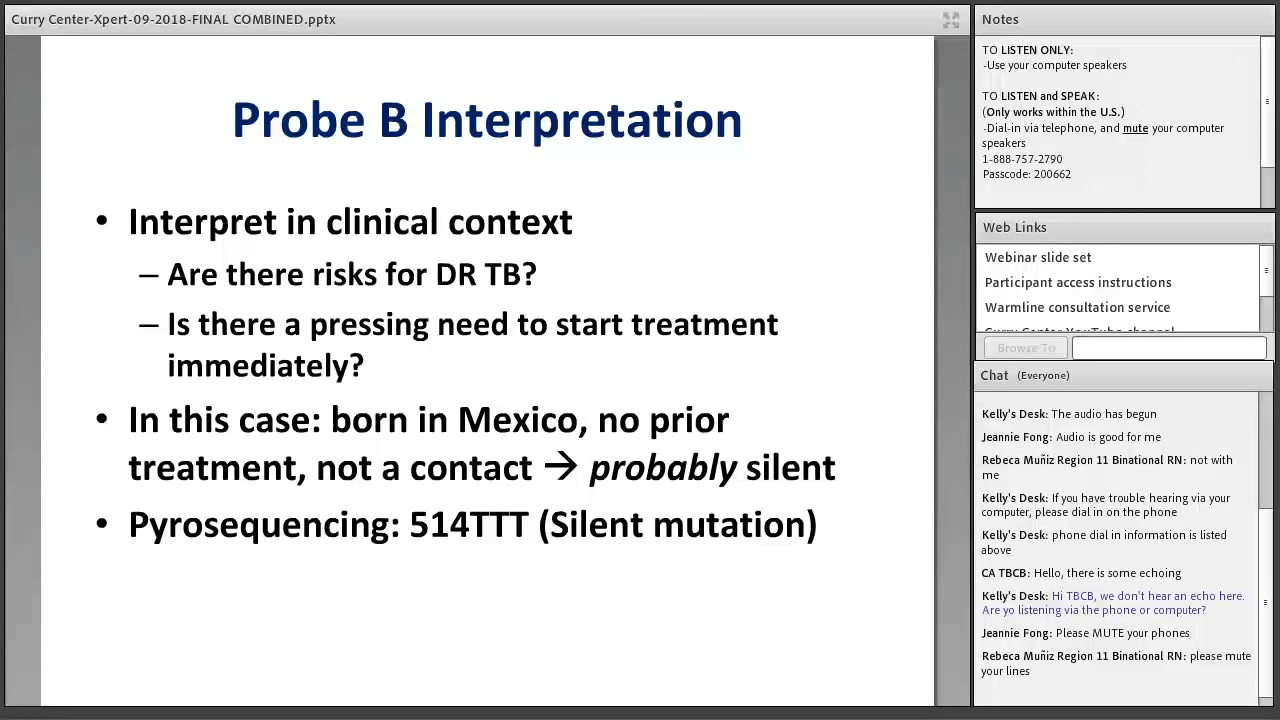 Curry Center-Xpert-09-2018-FINAL COMBINED.pptx
Probe B Interpretation
• Interpret in clinical context
– Are there risks for DR TB?
– Is there a pressing need to start treatment
immediately?
• In this case: born in Mexico, no prior
treatment, not a contact → probably silent
• Pyrosequencing: 514TTT (Silent mutation)
Notes
TO LISTEN ONLY:
-Use your computer speakers
TO LISTEN and SPEAK:
(Only works within the U.S.)
-Dial-in via telephone, and mute your computer
speakers
1-888-757-2790
Passcode: 200662
Web Links
Webinar slide set
Participant access instructions
Warmline consultation service
Curry Center YouTube channel
Browse To
Chat (Everyone)
Kelly's Desk: The audio has begun
Jeannie Fong: Audio is good for me
Rebeca Muñiz Region 11 Binational RN: not with
me
Kelly's Desk: If you have trouble hearing via your
computer, please dial in on the phone
Kelly's Desk: phone dial in information is listed
above
CA TBCB: Hello, there is some echoing
Kelly's Desk: Hi TBCB, we don't hear an echo here.
Are yo listening via the phone or computer?
Jeannie Fong: Please MUTE your phones
Rebeca Muñiz Region 11 Binational RN: please mute
your lines